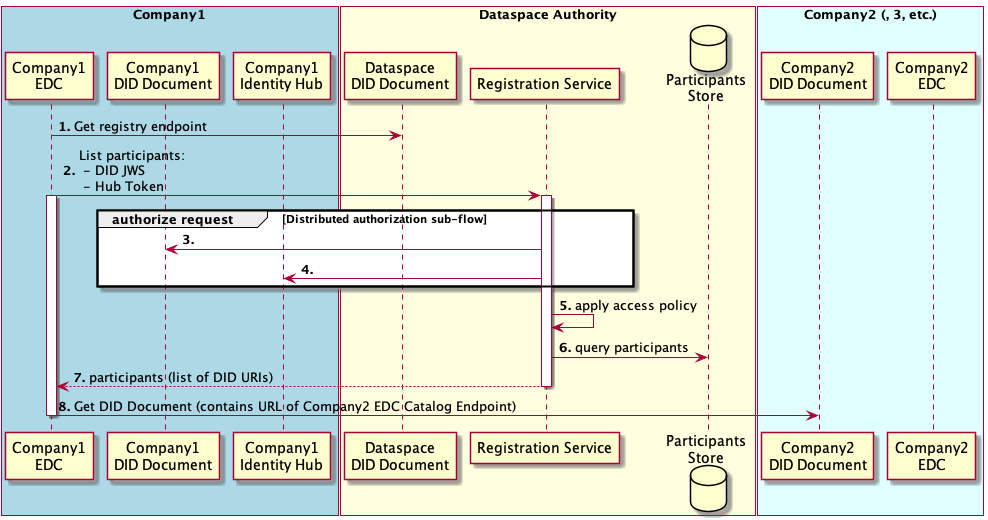 Company1
Dataspace Authority
Company2 (, 3, etc.)
Company1
EDC
Company1
DID Document
Company1
Identity Hub
Dataspace
DID Document
Registration Service
Participants
Store
Company2
DID Document
Company2
EDC
1. Get registry endpoint
List participants:
2. - DID JWS
- Hub Token
authorize request [Distributed authorization sub-flow]
3.
4.
5. apply access policy
6. query participants
7. participants (list of DID URIs)
8. Get DID Document (contains URL of Company2 EDC Catalog Endpoint)
Company1
EDC
Company1
DID Document
Company1
Identity Hub
Dataspace
DID Document
Registration Service
Participants
Store
Company2
DID Document
Company2
EDC